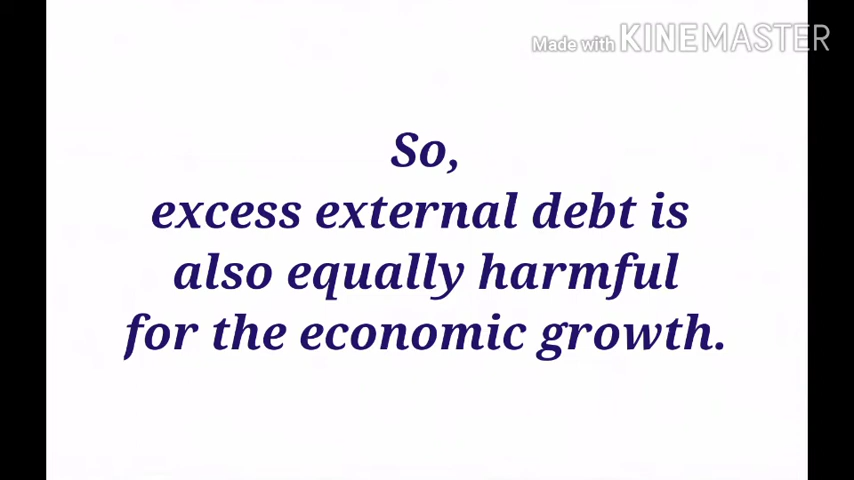 Made with KINEMASTER
So,
excess external debt is
also equally harmful
for the economic growth.